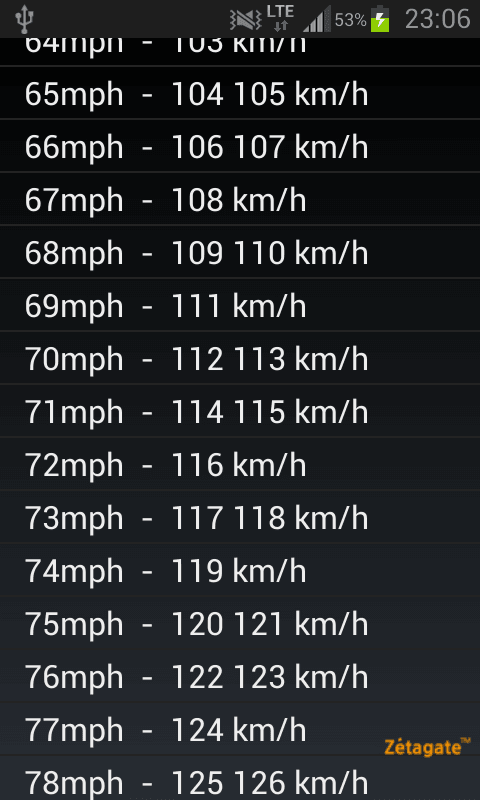 LTE 53% 23:06
64mph - 103 km/h
65mph - 104 105 km/h
66mph - 106 107 km/h
67mph - 108 km/h
68mph - 109 110 km/h
69mph - 111 km/h
70mph - 112 113 km/h
71mph - 114 115 km/h
72mph - 116 km/h
73mph - 117 118 km/h
74mph - 119 km/h
75mph - 120 121 km/h
76mph - 122 123 km/h
77mph - 124 km/h
Zétagate™
78mph - 125 126 km/h